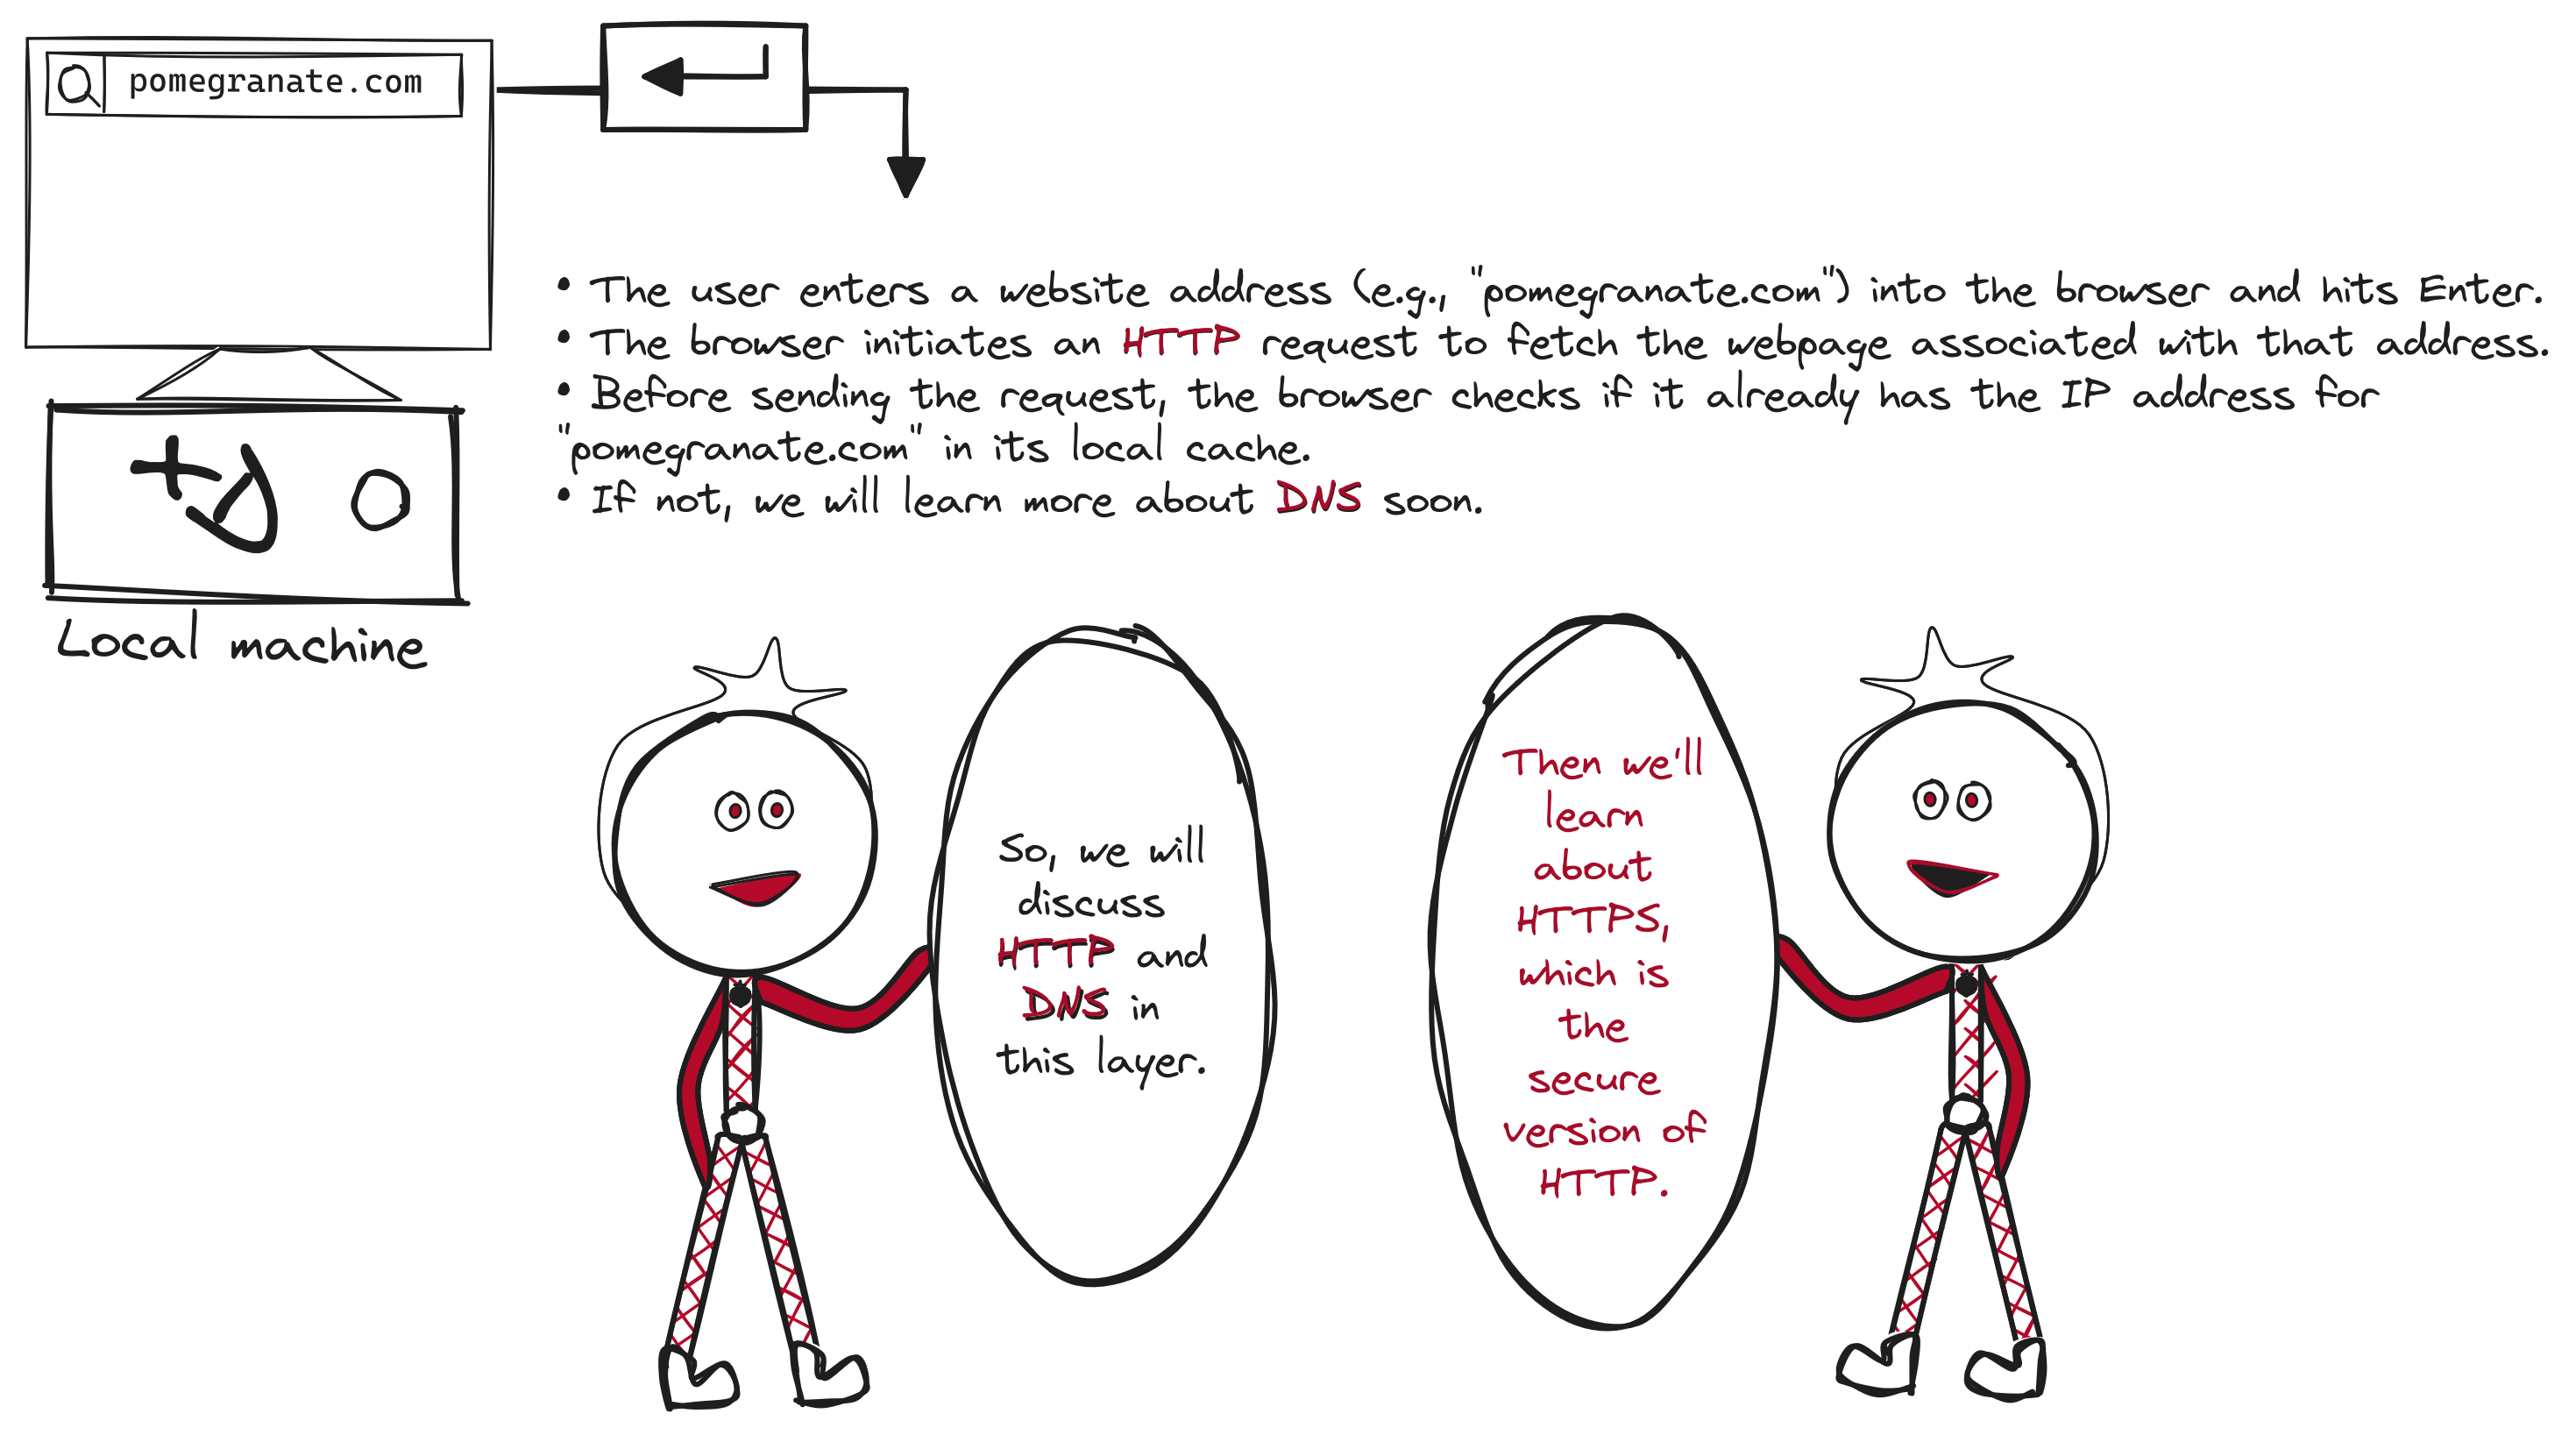 pomegranate.com
• The user enters a website address (e.g., "pomegranate.com") into the browser and hits Enter.
• The browser initiates an HTTP request to fetch the webpage associated with that address.
• Before sending the request, the browser checks if it already has the IP address for
"pomegranate.com" in its local cache.
• If not, we will learn more about DNS soon.
Local machine
So, we will
discuss
HTTP and
DNS in
this layer.
Then we'll
learn
about
HTTPS,
which is
the
secure
version of
HTTP.